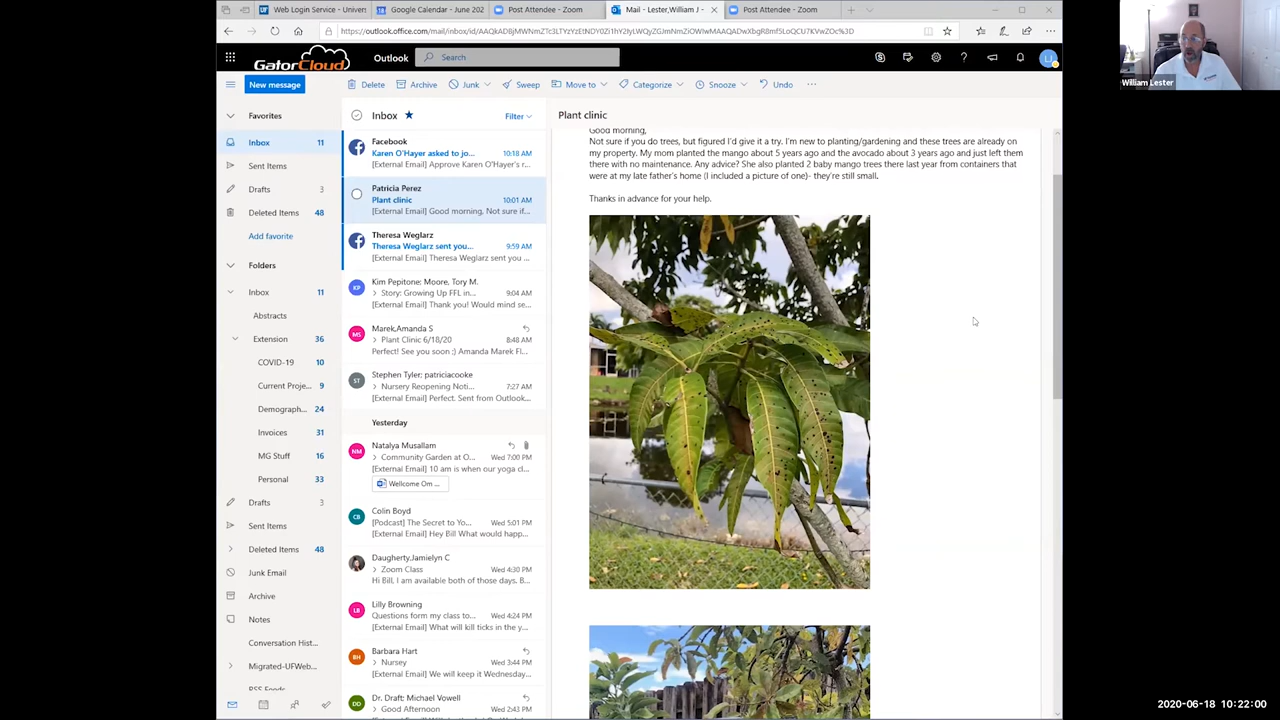 Web Login Service - Univers
Google Calendar - June 202
Post Attendee - Zoom
Mail - Lester,William J -
Post Attendee - Zoom
GatorCloud
Outlook
Search
New message
Delete
Archive
Junk
Sweep
Move to
Categorize
Snooze
Undo
Favorites
Inbox 11
Sent Items
Drafts 3
Deleted Items 48
Add favorite
Folders
Inbox 11
Abstracts
Extension 36
COVID-19 10
Current Proje... 9
Demograph... 24
Invoices 31
MG Stuff 16
Personal 33
Drafts 3
Sent Items
Deleted Items 48
Junk Email
Archive
Notes
Conversation Hist...
Migrated-UFWeb...
RSS Feeds
Inbox
Filter
Facebook
Karen O'Hayer asked to jo... 10:18 AM
[External Email] Approve Karen O'Hayer's r...
Patricia Perez
Plant clinic 10:01 AM
[External Email] Good morning, Not sure if...
Theresa Weglarz
Theresa Weglarz sent you... 9:59 AM
[External Email] Theresa Weglarz sent you ...
KP
Kim Pepitone; Moore, Tory M.
Story: Growing Up FFL in... 9:04 AM
[External Email] Thank you! Would mind se...
MS
Marek,Amanda S
Plant Clinic 6/18/20 8:48 AM
Perfect! See you soon ;) Amanda Marek Fl...
ST
Stephen Tyler; patriciacooke
Nursery Reopening Noti... 7:27 AM
[External Email] Perfect. Sent from Outlook...
Yesterday
NM
Natalya Musallam
Community Garden at O... Wed 7:00 PM
[External Email] 10 am is when our yoga cl...
Wellcome Om ...
CB
Colin Boyd
[Podcast] The Secret to Yo... Wed 5:01 PM
[External Email] Hey Bill What would happ...
Daugherty,Jamielyn C
Zoom Class Wed 4:30 PM
Hi Bill, I am available both of those days. B...
LB
Lilly Browning
Questions form my class to... Wed 4:24 PM
[External Email] What will kill ticks in the y...
BH
Barbara Hart
Nursey Wed 3:44 PM
[External Email] We will keep it Wednesday...
DD
Dr. Draft; Michael Vowell
Good Afternoon Wed 2:43 PM
Plant clinic
Good morning,
Not sure if you do trees, but figured I'd give it a try. I'm new to planting/gardening and these trees are already on
my property. My mom planted the mango about 5 years ago and the avocado about 3 years ago and just left them
there with no maintenance. Any advice? She also planted 2 baby mango trees there last year from containers that
were at my late father's home (I included a picture of one)- they're still small.
Thanks in advance for your help.
William Lester
2020-06-18 10:22:00